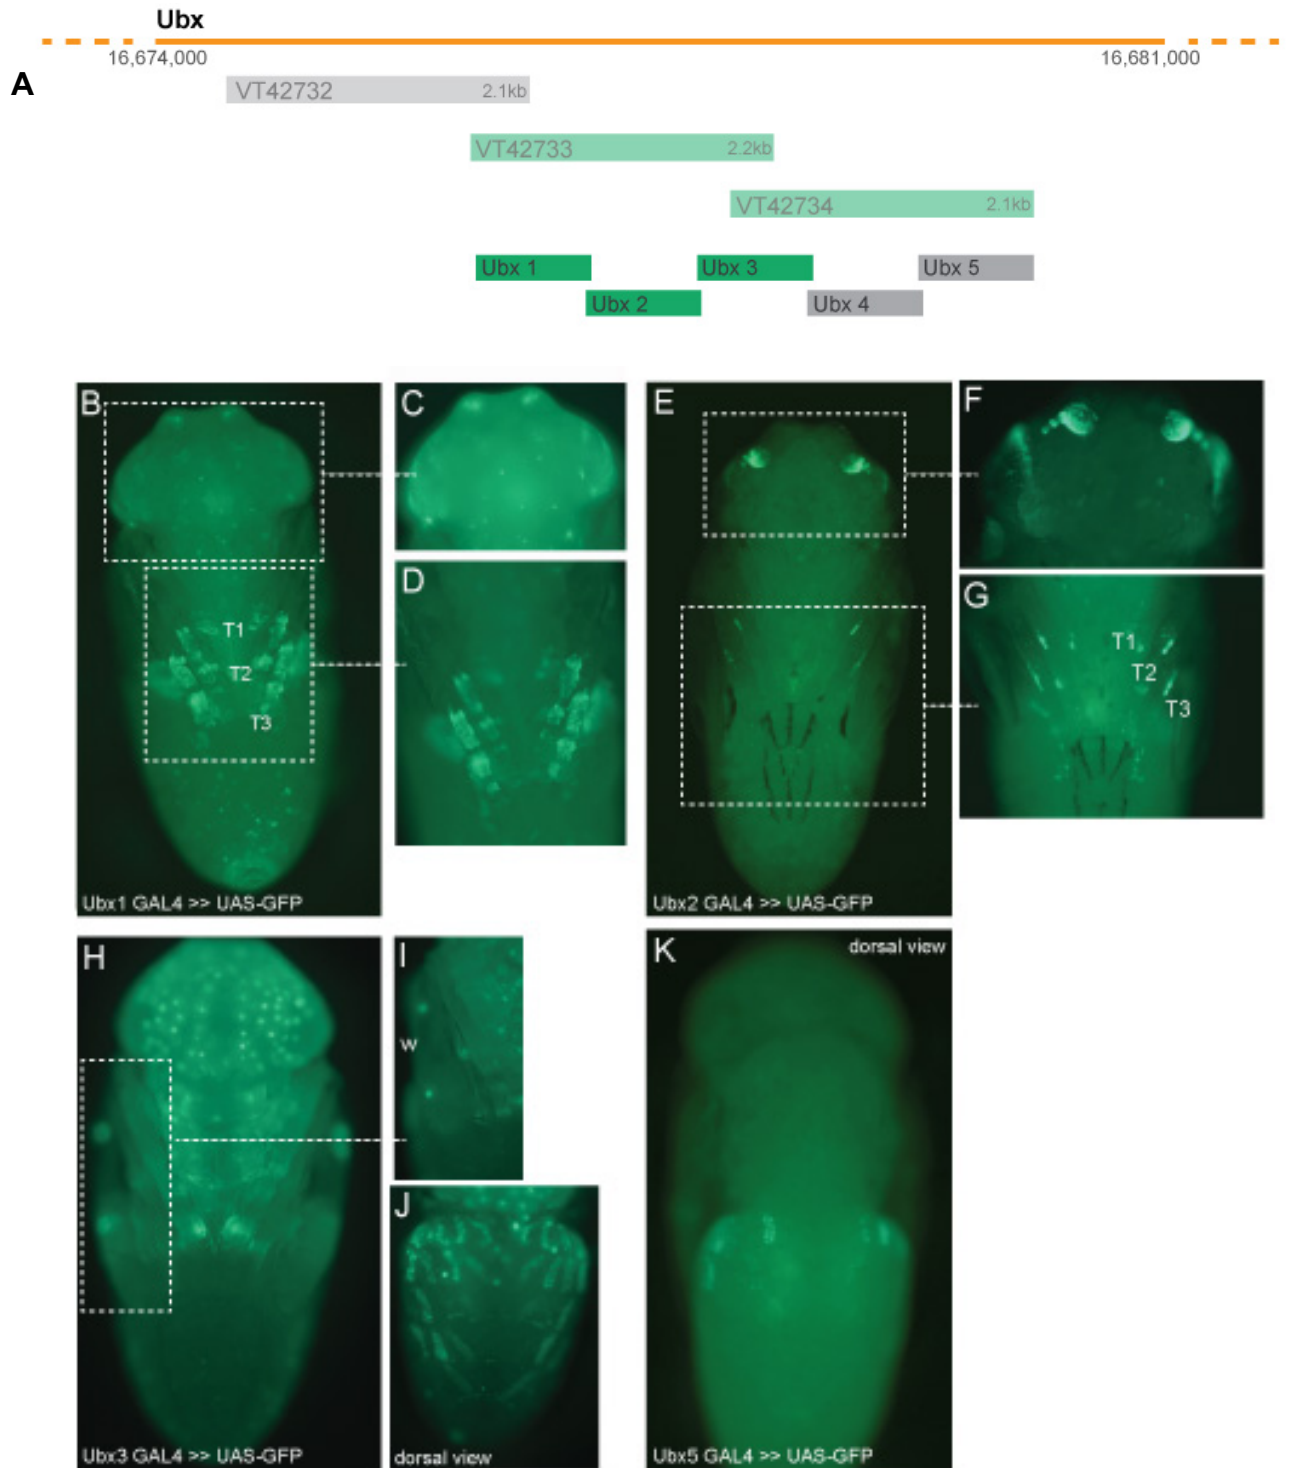 Ubx
16,674,000 16,681,000
A
VT42732 2.1kb
VT42733 2.2kb
VT42734 2.1kb
Ubx 1 Ubx 3 Ubx 5
Ubx 2 Ubx 4
B
T1
T2
T3
Ubx1 GAL4 >> UAS-GFP
C
D
E
Ubx2 GAL4 >> UAS-GFP
F
G
T1
T2
T3
H
Ubx3 GAL4 >> UAS-GFP
I
w
J
dorsal view
K
dorsal view
Ubx5 GAL4 >> UAS-GFP